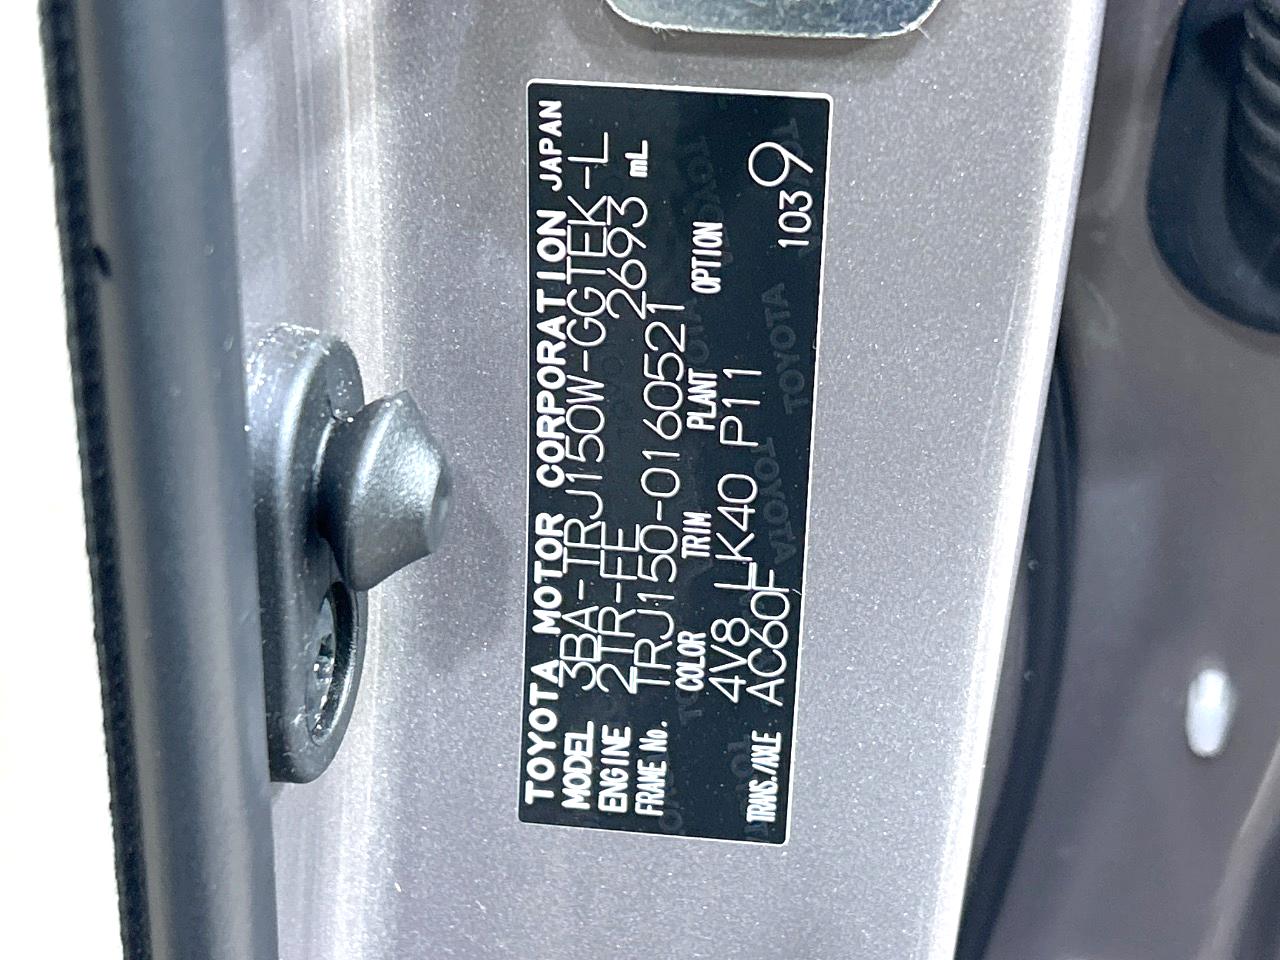 TOYOTA MOTOR CORPORATION JAPAN
MODEL 3BA-TRJ150W-GGTEK-L
ENGINE 2TR-FE 2693 mL
FRAME No. TRJ150-0160521
COLOR TRIM PLANT OPTION
4V8 LK40 P11
TRANS./AXLE AC60F 1039